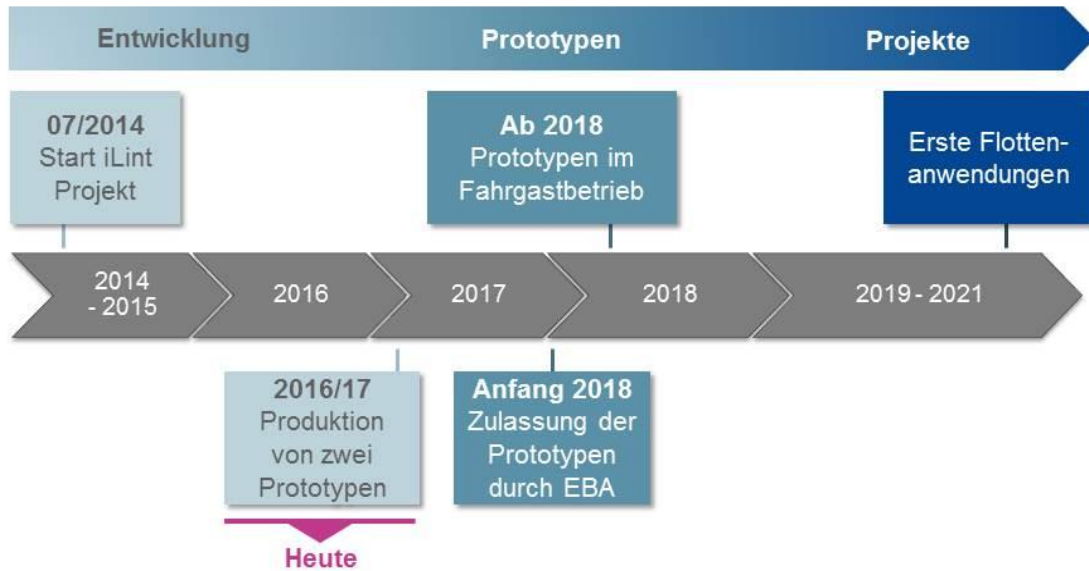 Entwicklung Prototypen Projekte
07/2014
Start iLint
Projekt
Ab 2018
Prototypen im
Fahrgastbetrieb
Erste Flotten-
anwendungen
2014
- 2015
2016
2017
2018
2019 - 2021
2016/17
Produktion
von zwei
Prototypen
Anfang 2018
Zulassung der
Prototypen
durch EBA
Heute